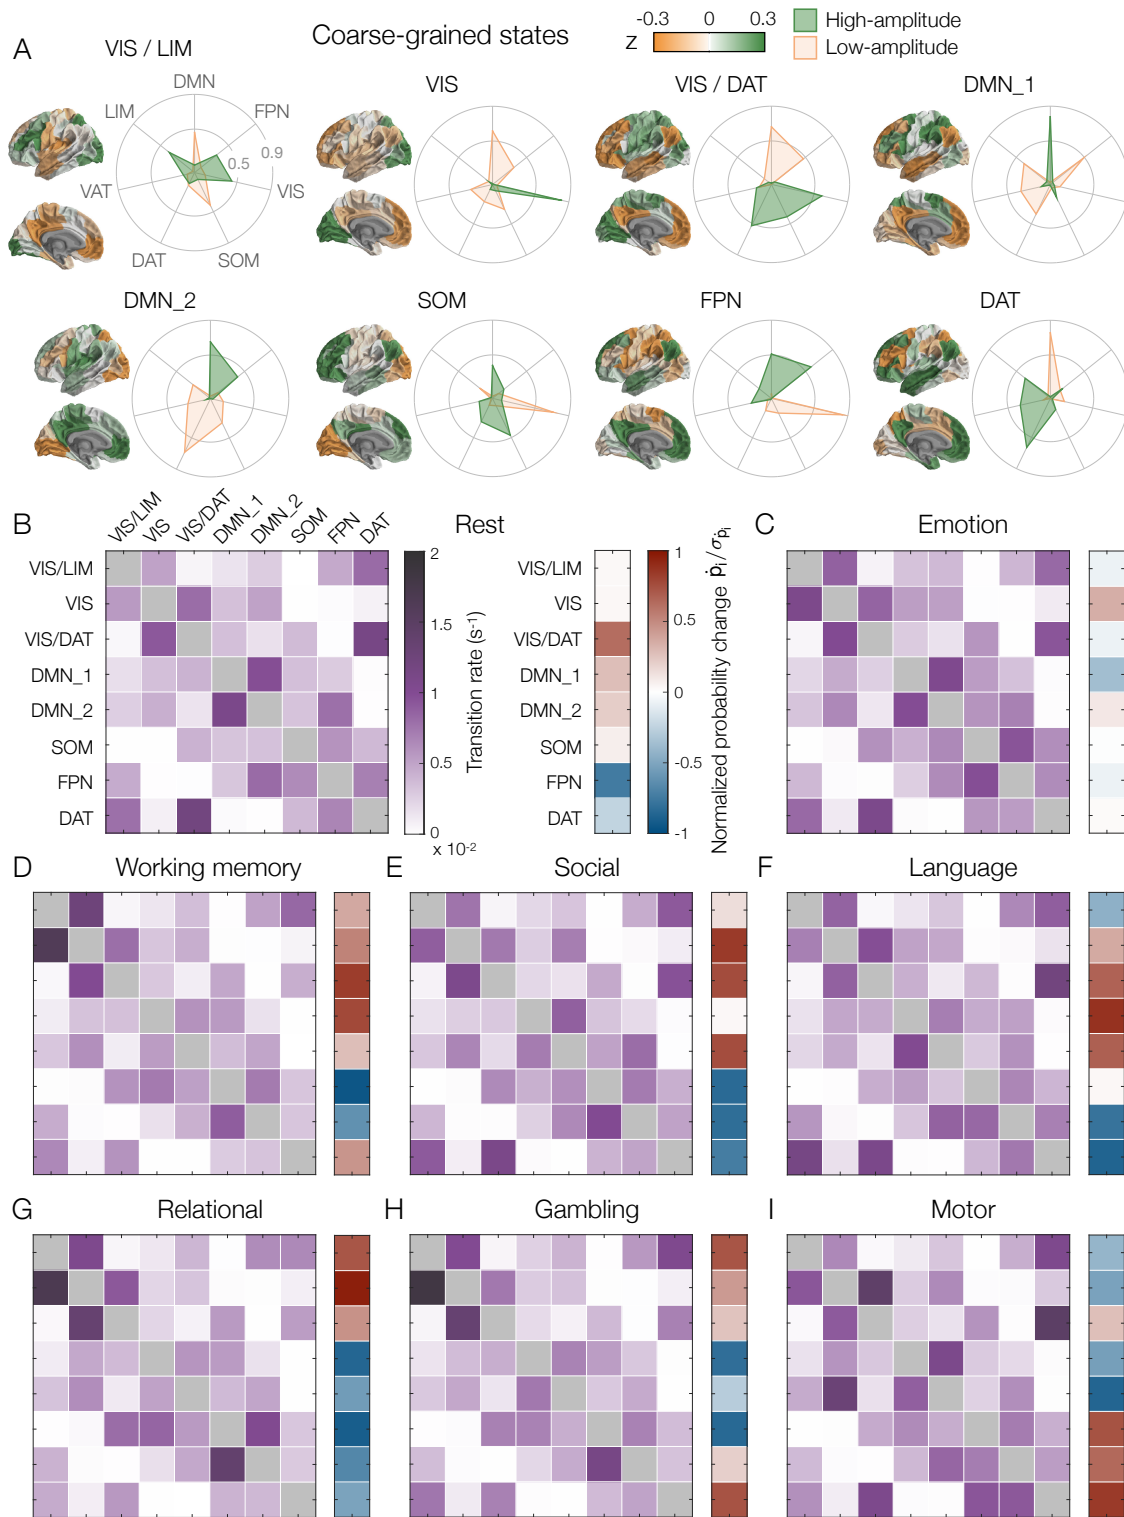 A
VIS / LIM
Coarse-grained states
-0.3 0 0.3
Z
High-amplitude
Low-amplitude
DMN
LIM
FPN
0.9
0.5
VAT
VIS
DAT
SOM
VIS
VIS / DAT
DMN_1
DMN_2
SOM
FPN
DAT
B
VIS/LIM VIS VIS/DAT DMN_1 DMN_2 SOM FPN DAT
Rest
VIS/LIM
VIS
VIS/DAT
DMN_1
DMN_2
SOM
FPN
DAT
2
1.5
1
0.5
0
x 10-2
Transition rate (s-1)
VIS/LIM
VIS
VIS/DAT
DMN_1
DMN_2
SOM
FPN
DAT
1
0.5
0
-0.5
-1
Normalized probability change ṗi/σṗi
C
Emotion
D
Working memory
E
Social
F
Language
G
Relational
H
Gambling
I
Motor